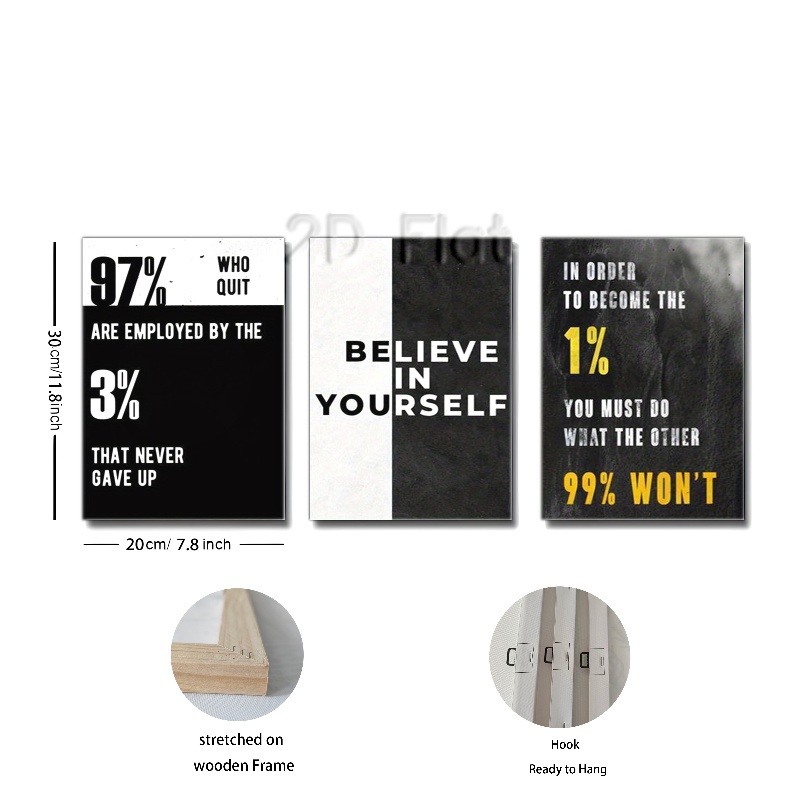 2D Flat
97% WHO
QUIT
ARE EMPLOYED BY THE
3%
THAT NEVER
GAVE UP
BELIEVE
IN
YOURSELF
IN ORDER
TO BECOME THE
1%
YOU MUST DO
WHAT THE OTHER
99% WON'T
30cm/11.8inch
20cm/ 7.8 inch
stretched on
wooden Frame
Hook
Ready to Hang